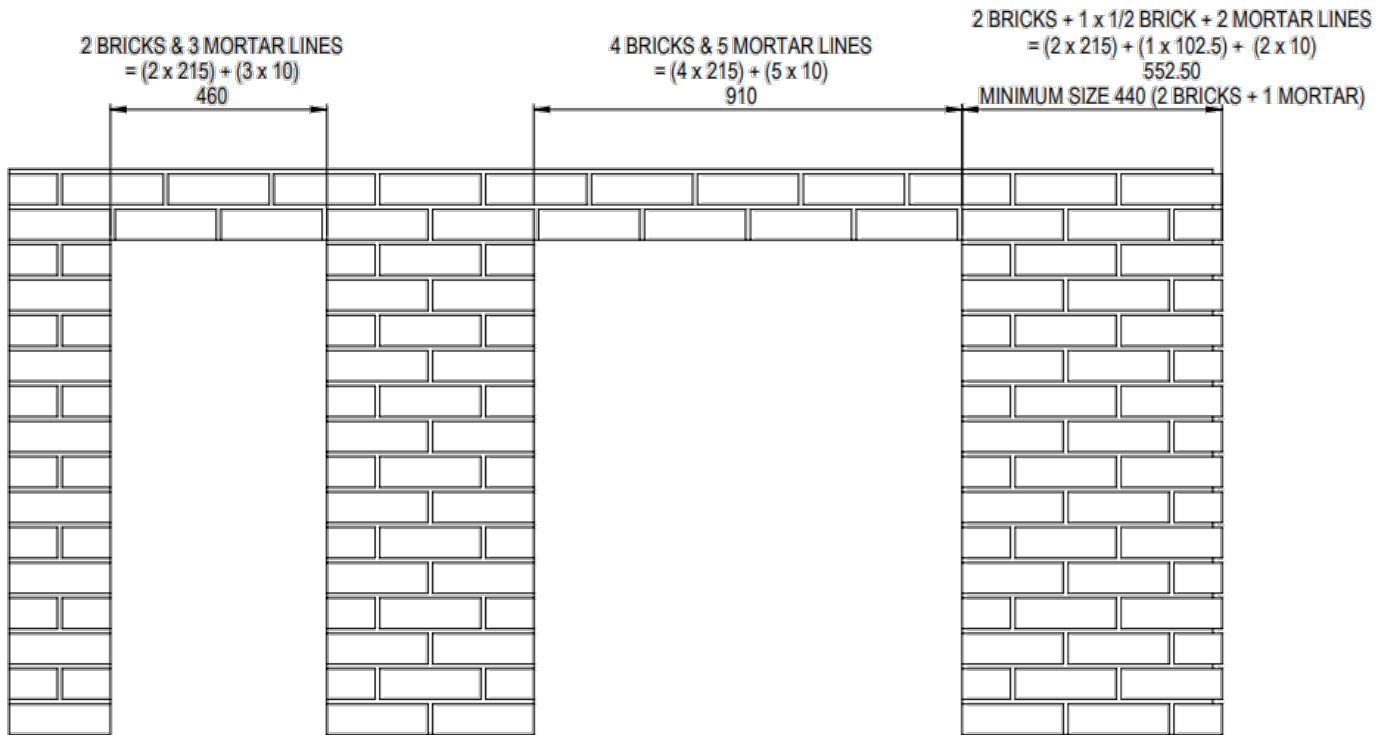 2 BRICKS & 3 MORTAR LINES
= (2 x 215) + (3 x 10)
460
4 BRICKS & 5 MORTAR LINES
= (4 x 215) + (5 x 10)
910
2 BRICKS + 1 x 1/2 BRICK + 2 MORTAR LINES
= (2 x 215) + (1 x 102.5) + (2 x 10)
552.50
MINIMUM SIZE 440 (2 BRICKS + 1 MORTAR)